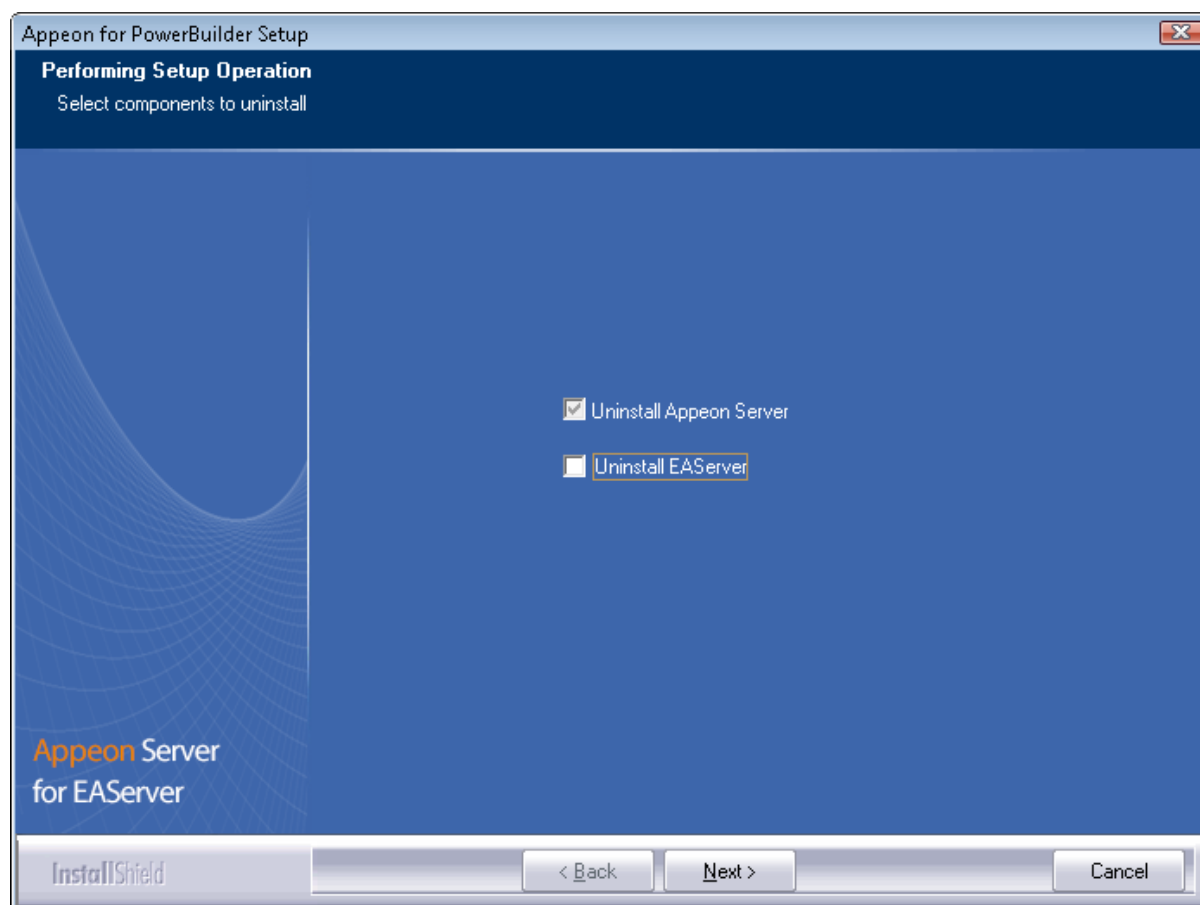 Appeon for PowerBuilder Setup
Performing Setup Operation
Select components to uninstall
Uninstall Appeon Server
Uninstall EAServer
Appeon Server
for EAServer
InstallShield
< Back
Next >
Cancel